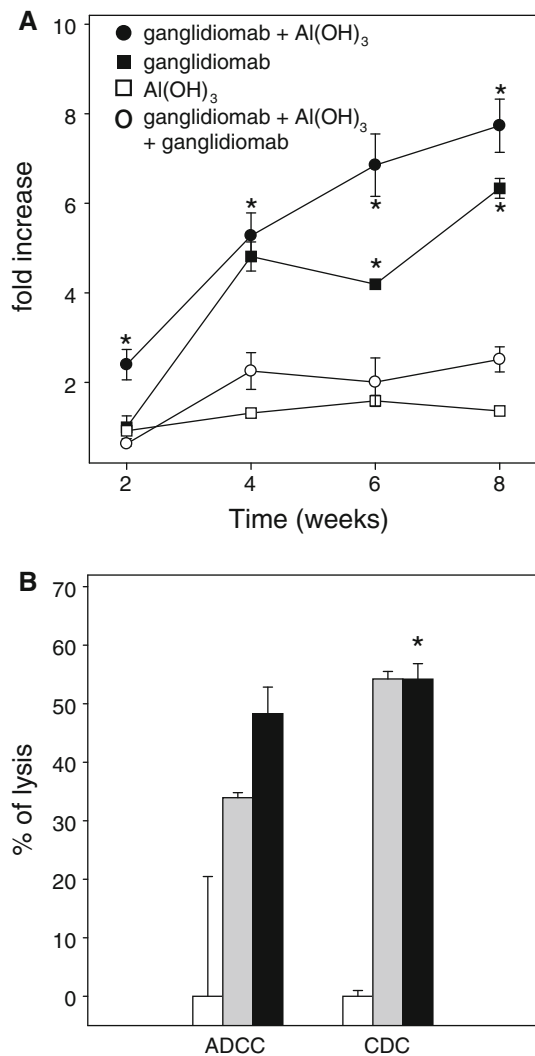 A
10
8
6
4
2
fold increase
ganglidiomab + Al(OH)₃
ganglidiomab
Al(OH)₃
ganglidiomab + Al(OH)₃
+ ganglidiomab
*
*
*
*
*
*
2 4 6 8
Time (weeks)
B
70
60
50
40
30
20
10
0
% of lysis
*
ADCC CDC